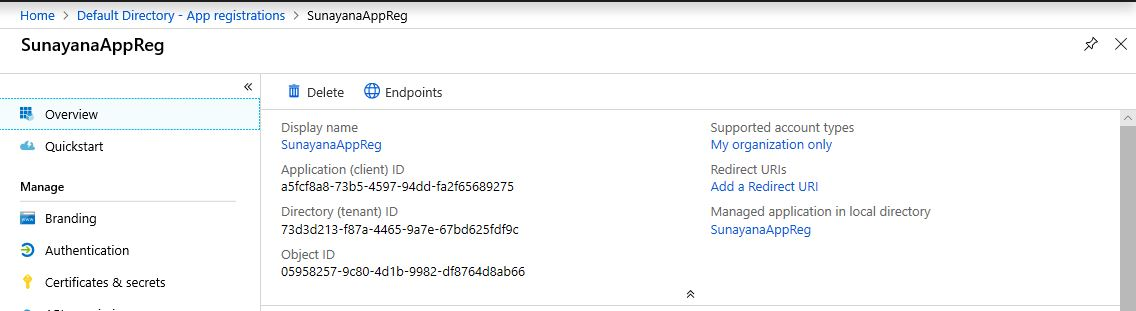 Home > Default Directory - App registrations > SunayanaAppReg
SunayanaAppReg
Overview
Quickstart
Manage
Branding
Authentication
Certificates & secrets
Delete
Endpoints
Display name
SunayanaAppReg
Application (client) ID
a5fcf8a8-73b5-4597-94dd-fa2f65689275
Directory (tenant) ID
73d3d213-f87a-4465-9a7e-67bd625fdf9c
Object ID
05958257-9c80-4d1b-9982-df8764d8ab66
Supported account types
My organization only
Redirect URIs
Add a Redirect URI
Managed application in local directory
SunayanaAppReg